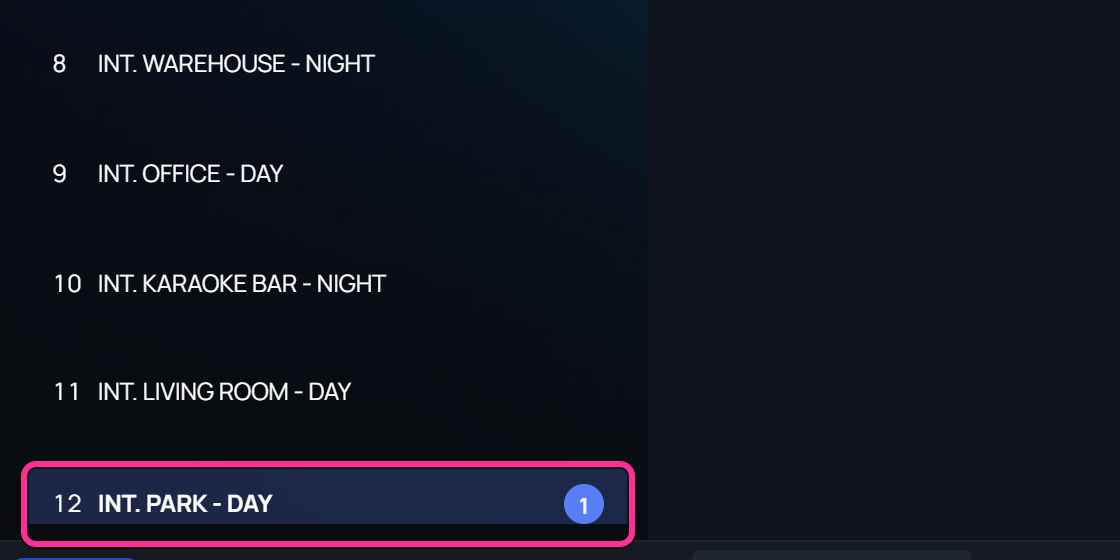 8 INT. WAREHOUSE - NIGHT
9 INT. OFFICE - DAY
10 INT. KARAOKE BAR - NIGHT
11 INT. LIVING ROOM - DAY
12 INT. PARK - DAY 1